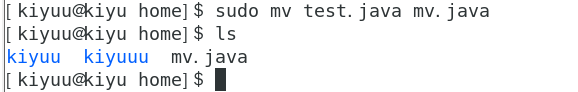 [kiyuu@kiyu home]$ sudo mv test.java mv.java
[kiyuu@kiyu home]$ ls
kiyuu  kiyuuu  mv.java
[kiyuu@kiyu home]$